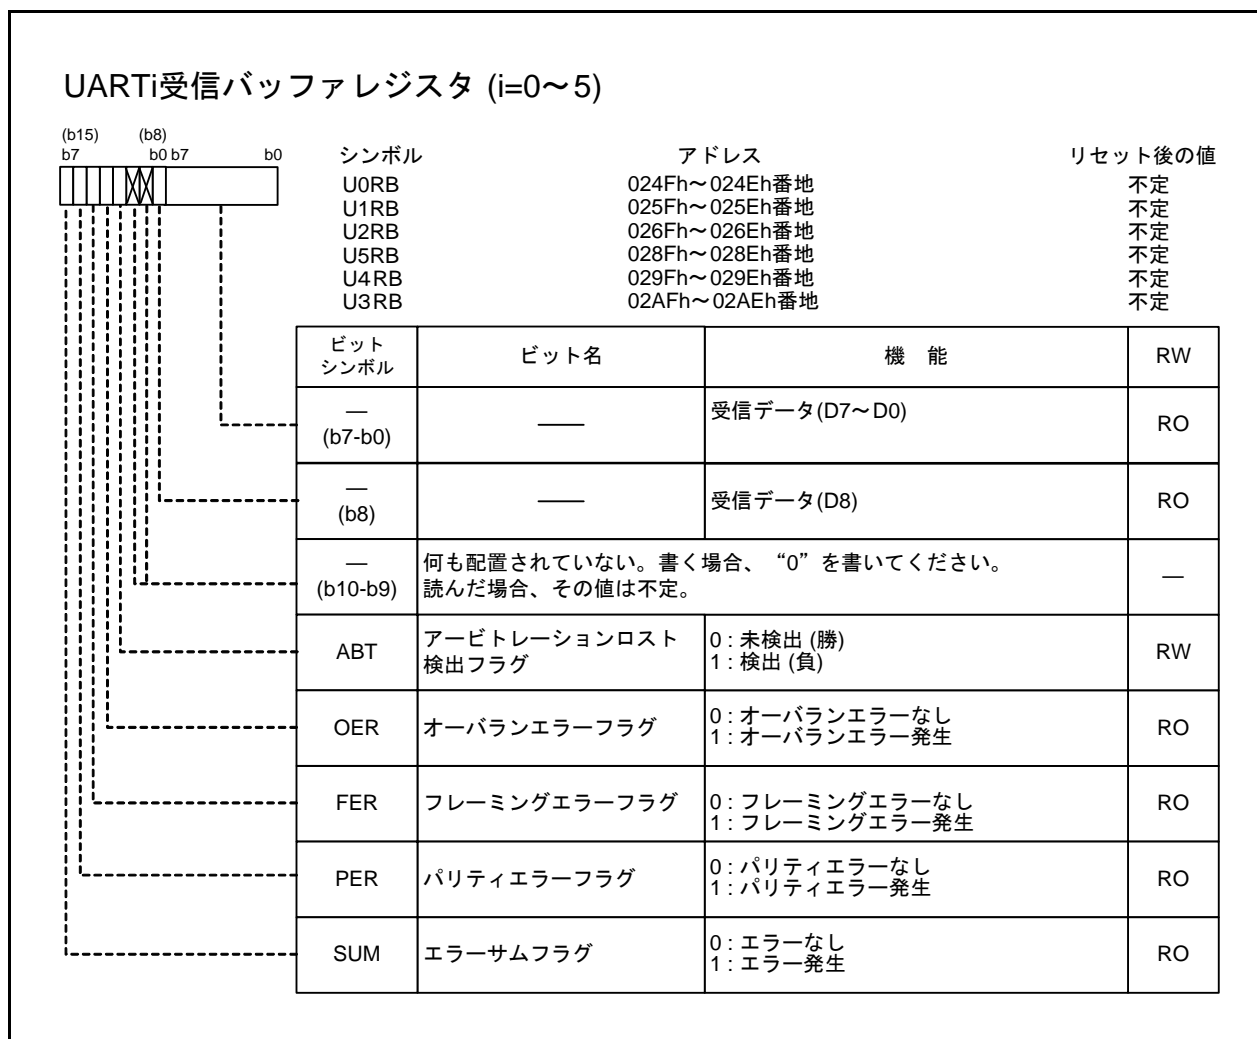 UARTi受信バッファレジスタ (i=0～5)
(b15) (b8)
b7 b0 b7 b0
シンボル アドレス リセット後の値
U0RB 024Fh～024Eh番地 不定
U1RB 025Fh～025Eh番地 不定
U2RB 026Fh～026Eh番地 不定
U5RB 028Fh～028Eh番地 不定
U4RB 029Fh～029Eh番地 不定
U3RB 02AFh～02AEh番地 不定
ビット
シンボル ビット名 機 能 RW
—
(b7-b0) —— 受信データ(D7～D0) RO
—
(b8) —— 受信データ(D8) RO
—
(b10-b9)
何も配置されていない。書く場合、“0”を書いてください。
読んだ場合、その値は不定。
—
ABT
アービトレーションロスト
検出フラグ
0 : 未検出 (勝)
1 : 検出 (負)
RW
OER
オーバランエラーフラグ
0 : オーバランエラーなし
1 : オーバランエラー発生
RO
FER
フレーミングエラーフラグ
0 : フレーミングエラーなし
1 : フレーミングエラー発生
RO
PER
パリティエラーフラグ
0 : パリティエラーなし
1 : パリティエラー発生
RO
SUM
エラーサムフラグ
0 : エラーなし
1 : エラー発生
RO